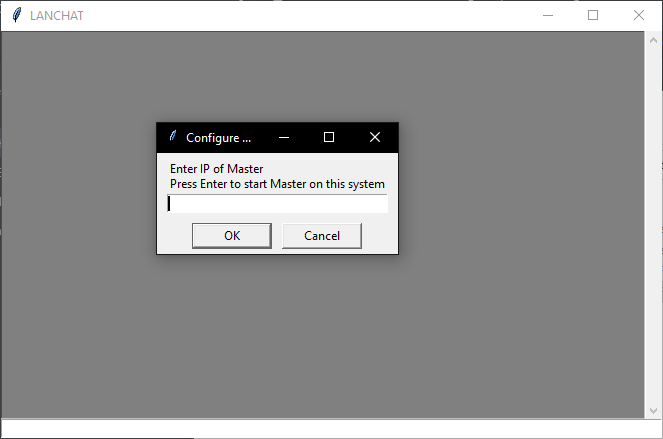 LANCHAT
Configure ...
Enter IP of Master
Press Enter to start Master on this system
OK
Cancel